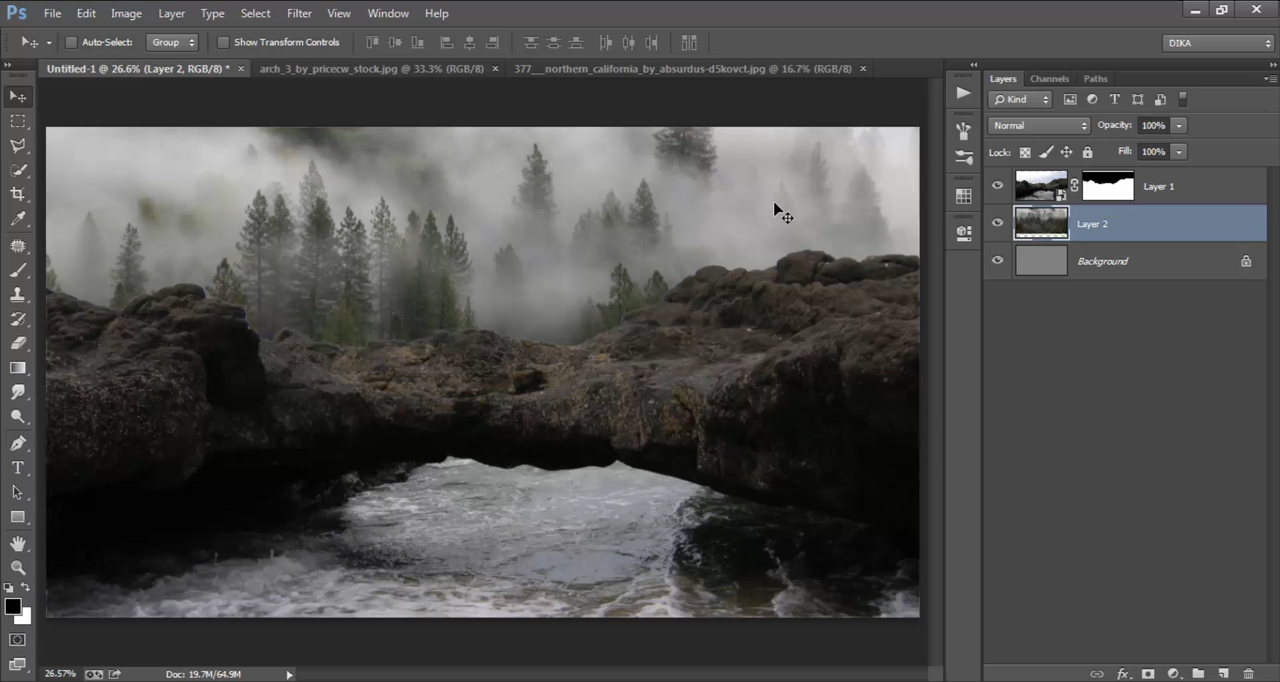 Ps File Edit Image Layer Type Select Filter View Window Help
Auto-Select: Group Show Transform Controls DIKA
Untitled-1 @ 26.6% (Layer 2, RGB/8) * × arch_3_by_pricecw_stock.jpg @ 33.3% (RGB/8) × 377__northern_california_by_absurdus-d5kovct.jpg @ 16.7% (RGB/8) ×
Layers Channels Paths
Kind
Normal Opacity: 100%
Lock: Fill: 100%
Layer 1
Layer 2
Background
26.57% Doc: 19.7M/64.9M